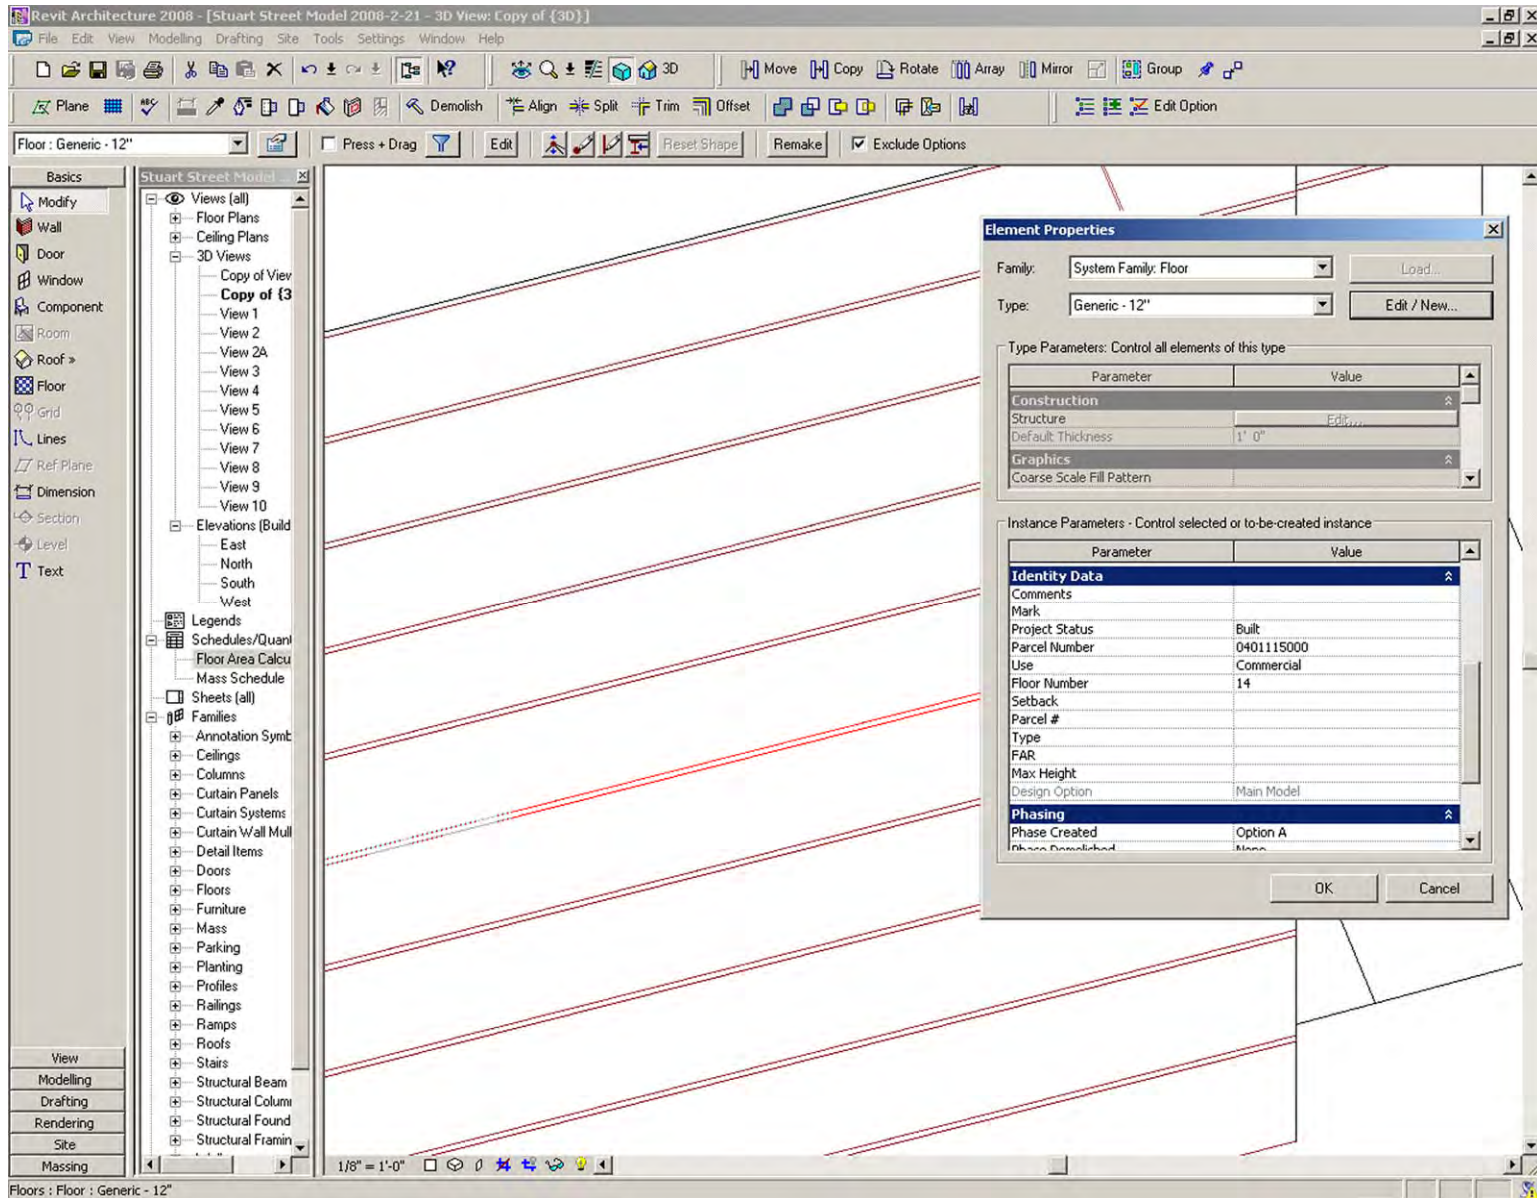 Revit Architecture 2008 - [Stuart Street Model 2008-2-21 - 3D View: Copy of {3D}]
File Edit View Modelling Drafting Site Tools Settings Window Help
3D Move Copy Rotate Array Mirror Group
Plane Demolish Align Split Trim Offset Edit Option
Floor : Generic - 12" Press + Drag Edit Reset Shape Remake Exclude Options
Basics
Modify
Wall
Door
Window
Component
Room
Roof »
Floor
Grid
Lines
Ref Plane
Dimension
Section
Level
Text
View
Modelling
Drafting
Rendering
Site
Massing
Stuart Street Model ...
Views (all)
Floor Plans
Ceiling Plans
3D Views
Copy of View
Copy of {3
View 1
View 2
View 2A
View 3
View 4
View 5
View 6
View 7
View 8
View 9
View 10
Elevations (Build
East
North
South
West
Legends
Schedules/Quant
Floor Area Calcu
Mass Schedule
Sheets (all)
Families
Annotation Symb
Ceilings
Columns
Curtain Panels
Curtain Systems
Curtain Wall Mull
Detail Items
Doors
Floors
Furniture
Mass
Parking
Planting
Profiles
Railings
Ramps
Roofs
Stairs
Structural Beam
Structural Colum
Structural Found
Structural Framin
Element Properties
Family: System Family: Floor Load...
Type: Generic - 12" Edit / New...
Type Parameters: Control all elements of this type
Parameter Value
Construction
Structure Edit...
Default Thickness 1' 0"
Graphics
Coarse Scale Fill Pattern
Instance Parameters - Control selected or to-be-created instance
Parameter Value
Identity Data
Comments
Mark
Project Status Built
Parcel Number 0401115000
Use Commercial
Floor Number 14
Setback
Parcel #
Type
FAR
Max Height
Design Option Main Model
Phasing
Phase Created Option A
Phase Demolished None
OK Cancel
1/8" = 1'-0"
Floors : Floor : Generic - 12"